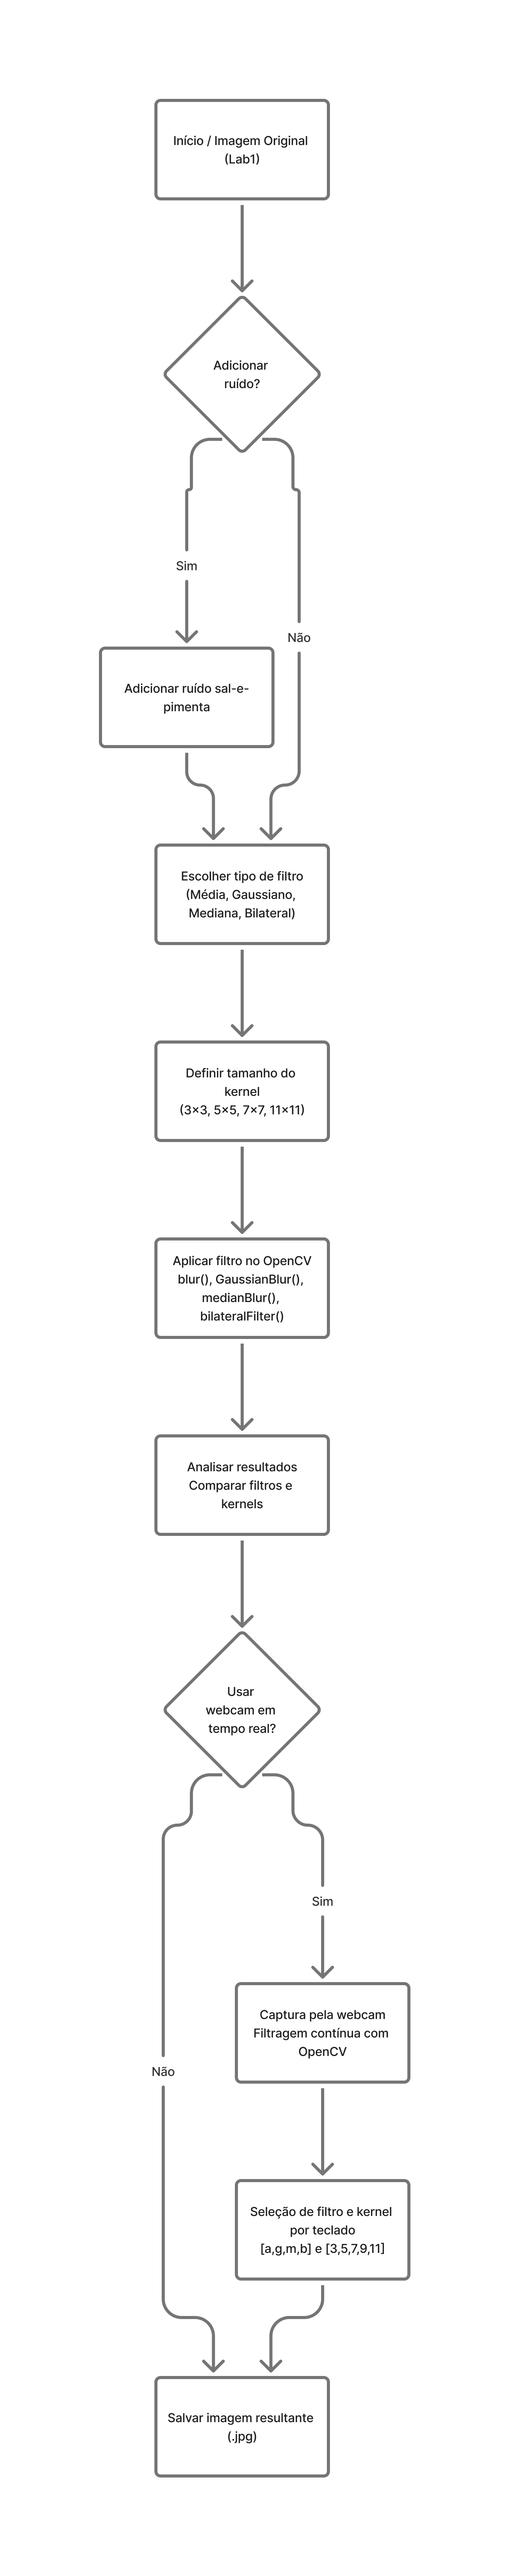 Início / Imagem Original
(Lab1)
Adicionar
ruído?
Sim
Não
Adicionar ruído sal-e-
pimenta
Escolher tipo de filtro
(Média, Gaussiano,
Mediana, Bilateral)
Definir tamanho do
kernel
(3×3, 5×5, 7×7, 11×11)
Aplicar filtro no OpenCV
blur(), GaussianBlur(),
medianBlur(),
bilateralFilter()
Analisar resultados
Comparar filtros e
kernels
Usar
webcam em
tempo real?
Sim
Captura pela webcam
Filtragem contínua com
OpenCV
Não
Seleção de filtro e kernel
por teclado
[a,g,m,b] e [3,5,7,9,11]
Salvar imagem resultante
(.jpg)